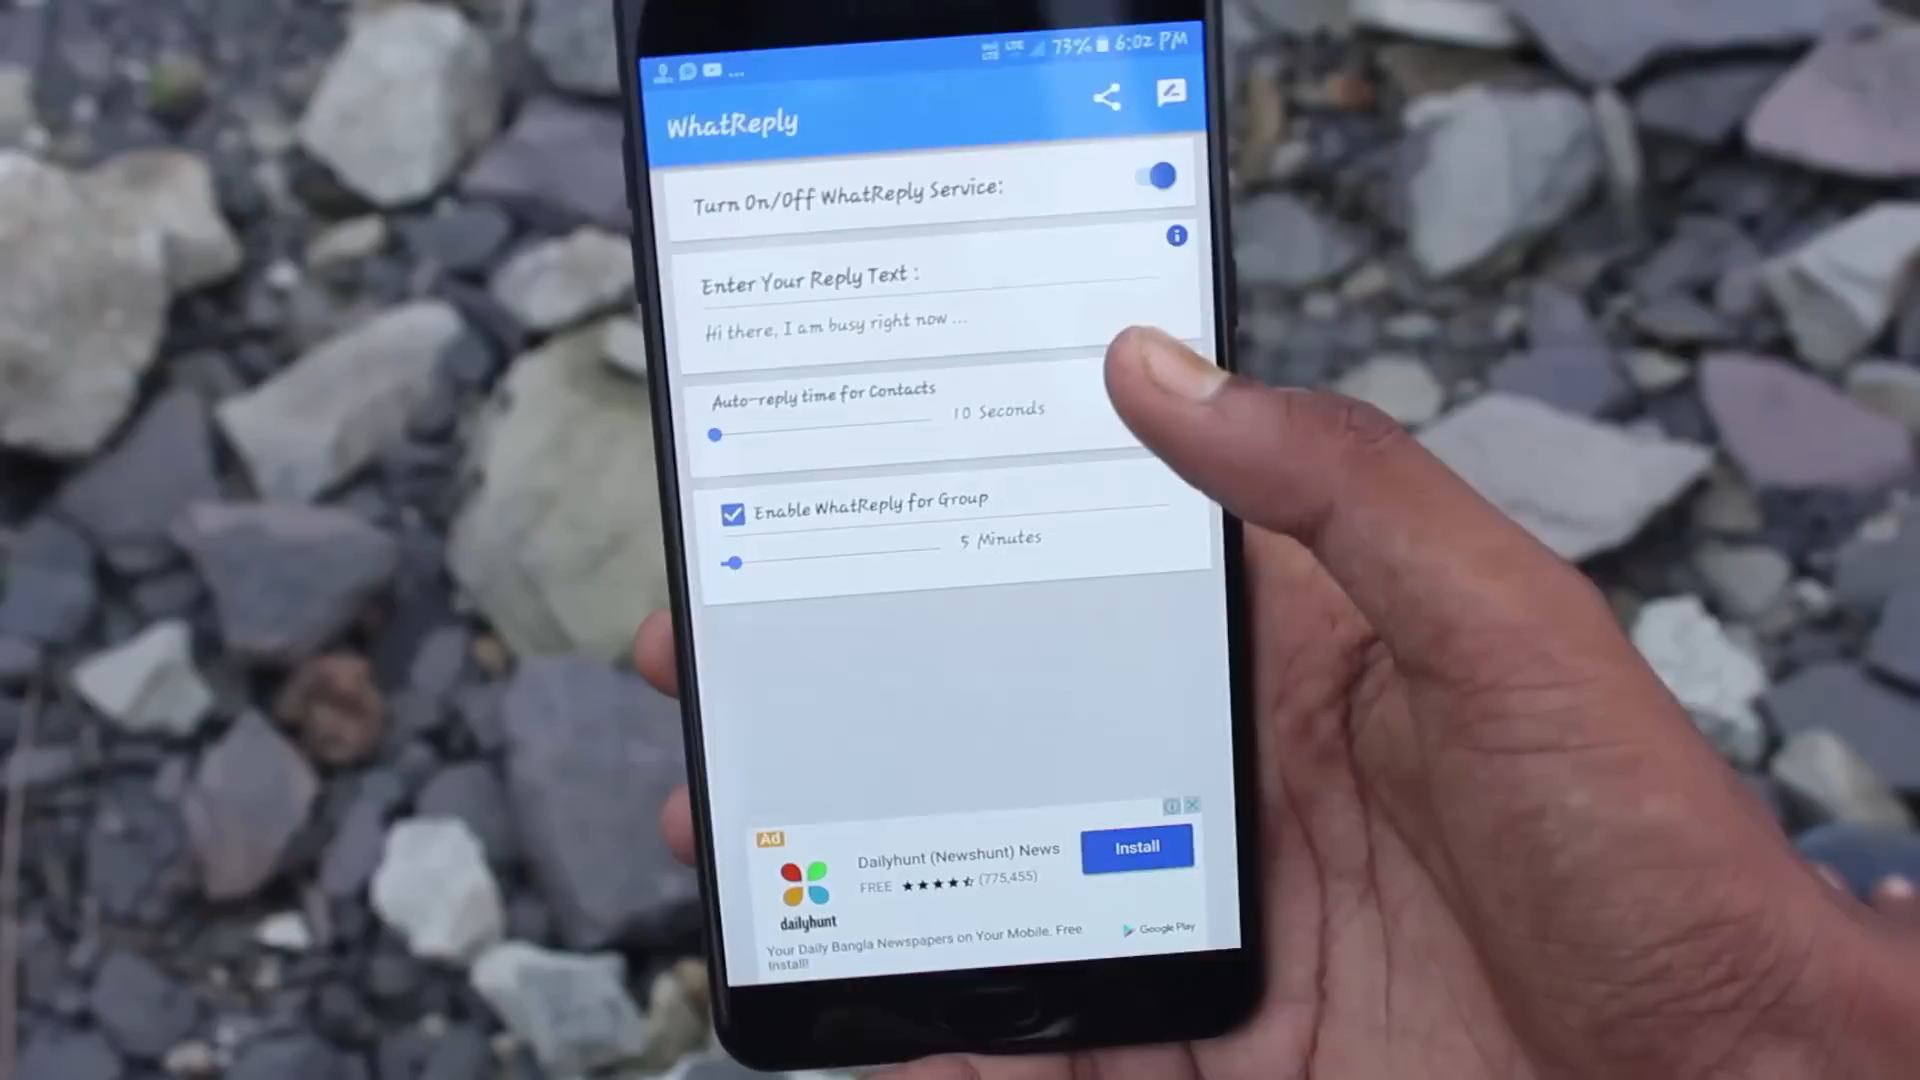 ... VoLTE LTE 73% 6:02 PM
WhatReply
Turn On/Off WhatReply Service:
Enter Your Reply Text :
Hi there, I am busy right now ...
Auto-reply time for Contacts
10 Seconds
Enable WhatReply for Group
5 Minutes
Ad
Dailyhunt (Newshunt) News
Install
FREE ★★★★ (775,455)
dailyhunt
Your Daily Bangla Newspapers on Your Mobile. Free
Install!
Google Play